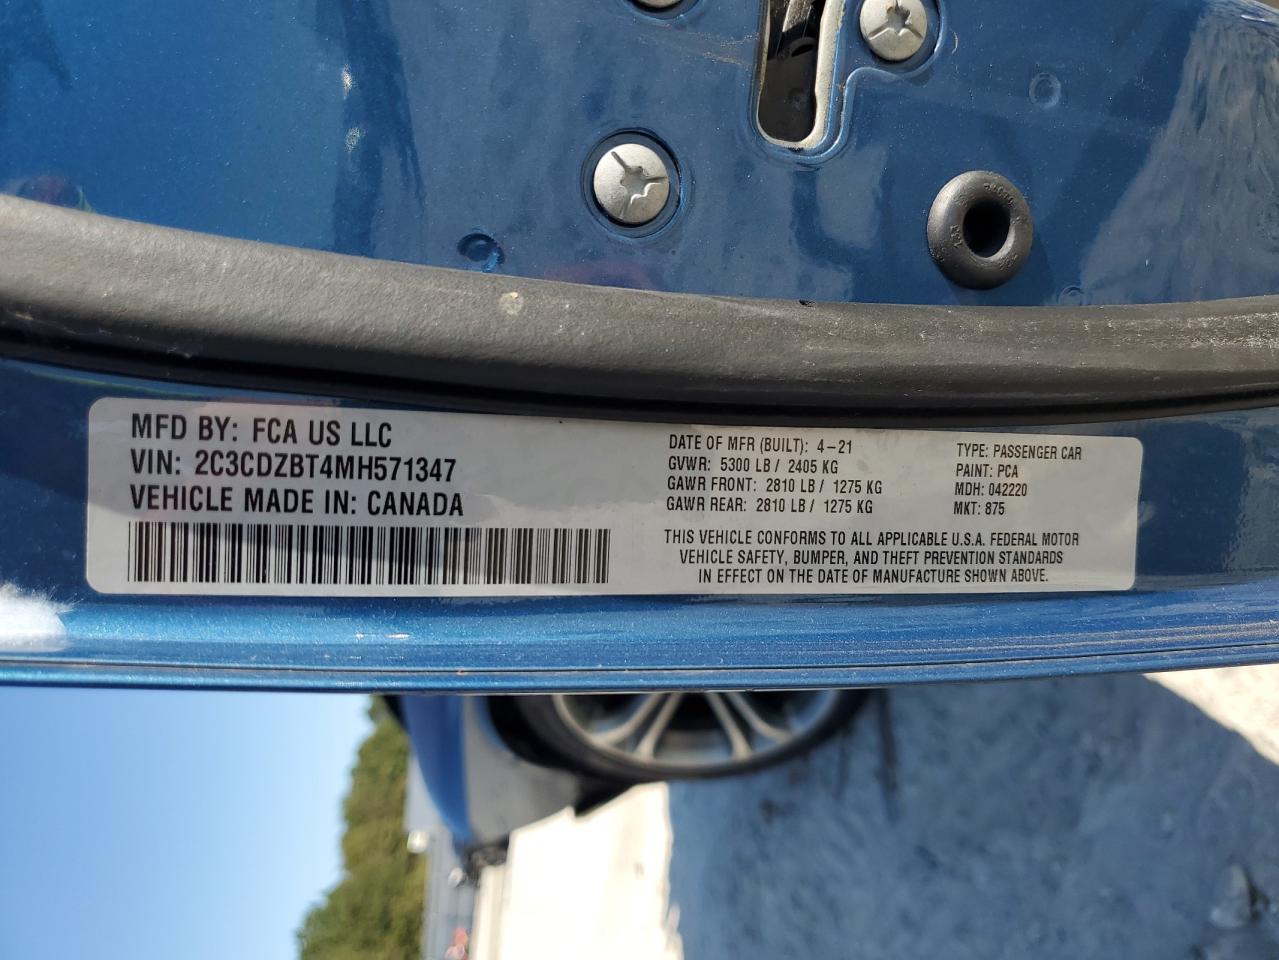 MFD BY: FCA US LLC
VIN: 2C3CDZBT4MH571347
VEHICLE MADE IN: CANADA
DATE OF MFR (BUILT): 4-21
GVWR: 5300 LB / 2405 KG
GAWR FRONT: 2810 LB / 1275 KG
GAWR REAR: 2810 LB / 1275 KG
TYPE: PASSENGER CAR
PAINT: PCA
MDH: 042220
MKT: 875
THIS VEHICLE CONFORMS TO ALL APPLICABLE U.S.A. FEDERAL MOTOR
VEHICLE SAFETY, BUMPER, AND THEFT PREVENTION STANDARDS
IN EFFECT ON THE DATE OF MANUFACTURE SHOWN ABOVE.